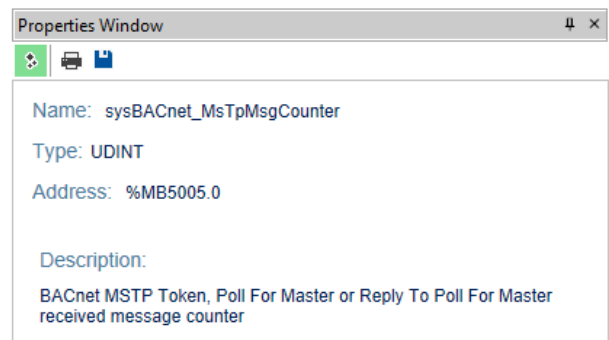 Properties Window
Name: sysBACnet_MsTpMsgCounter
Type: UDINT
Address: %MB5005.0
Description:
BACnet MSTP Token, Poll For Master or Reply To Poll For Master
received message counter